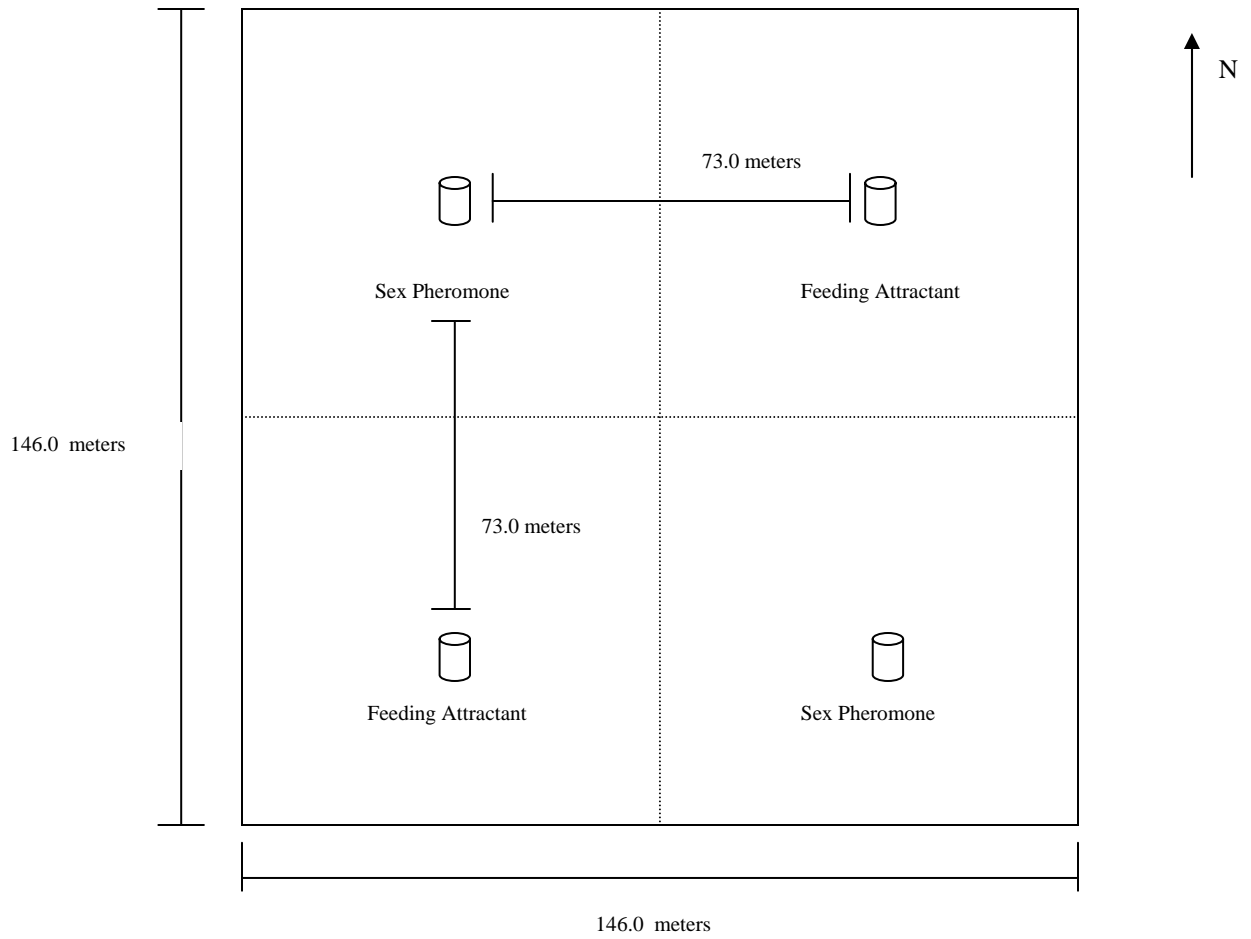 N
73.0 meters
Sex Pheromone
Feeding Attractant
146.0 meters
73.0 meters
Feeding Attractant
Sex Pheromone
146.0 meters